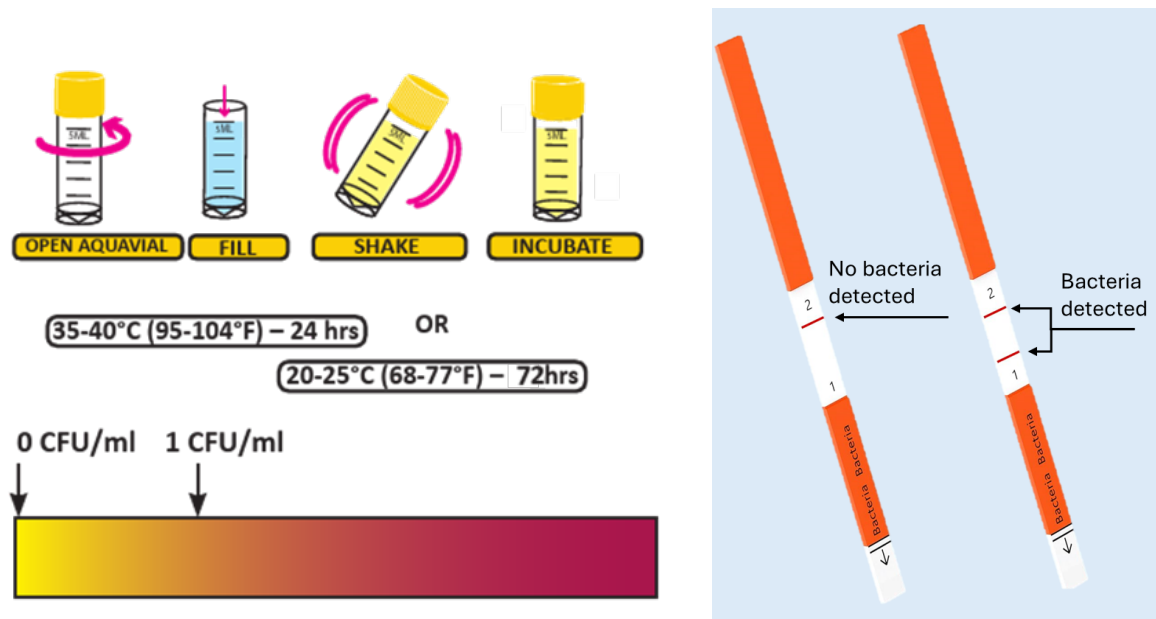 5ML
5ML
5ML
5ML
OPEN AQUAVIAL
FILL
SHAKE
INCUBATE
35-40°C (95-104°F) – 24 hrs
OR
20-25°C (68-77°F) – 72hrs
0 CFU/ml
1 CFU/ml
No bacteria
detected
Bacteria
detected
2
1
Bacteria Bacteria
2
1
Bacteria Bacteria